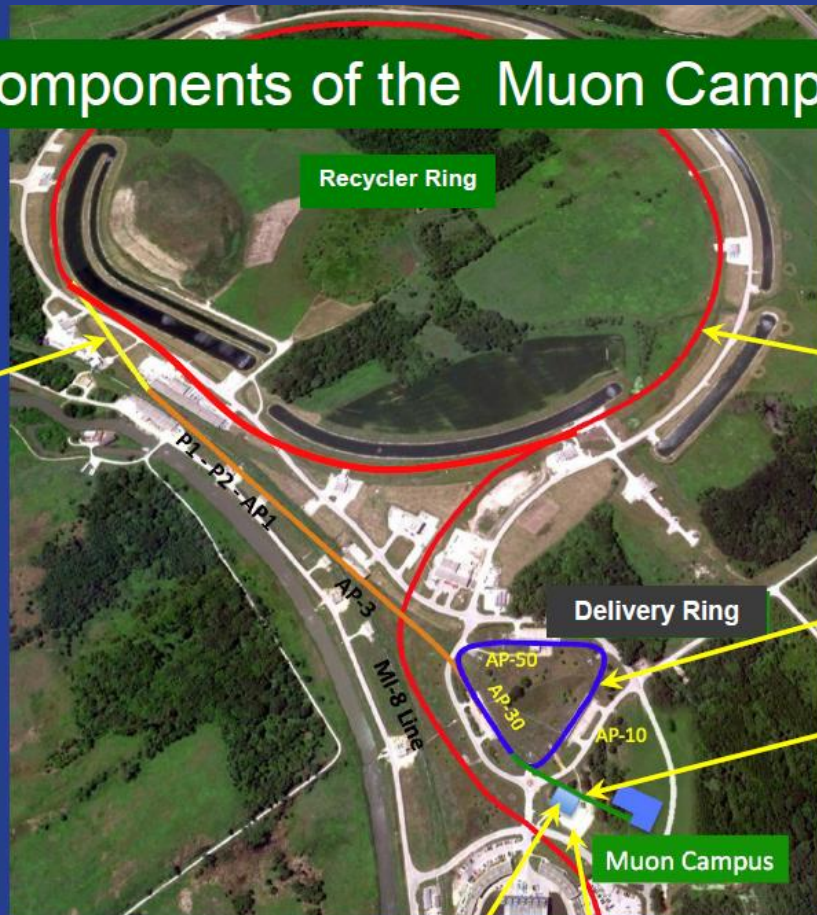 omponents of the Muon Camp
Recycler Ring
P1 - P2 - AP1
AP-3
Delivery Ring
AP-50
AP-30
MI-8 Line
AP-10
Muon Campus